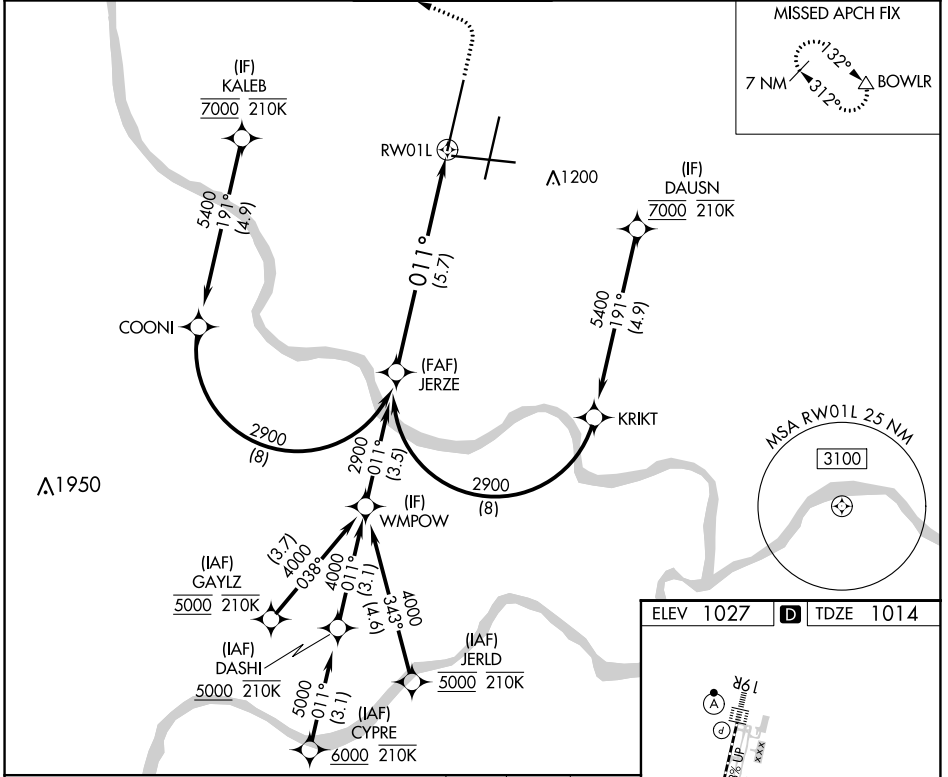 MISSED APCH FIX
132°
7 NM
BOWLR
312°
(IF)
KALEB
7000 210K
RW01L
1200
(IF)
DAUSN
7000 210K
5400
191°
(4.9)
011°
(5.7)
5400
191°
(4.9)
COONI
(FAF)
JERZE
KRIKT
2900
(8)
2900
011°
(3.5)
2900
(8)
MSA RW01L 25 NM
3100
1950
(IF)
WMPOW
(3.7)
4000
038°
4000
011°
(3.1)
4000
343°
(4.6)
(IAF)
GAYLZ
5000 210K
(IAF)
DASHI
5000 210K
(IAF)
JERLD
5000 210K
5000
011°
(3.1)
(IAF)
CYPRE
6000 210K
ELEV 1027 D TDZE 1014
19R
A
P
% UP
XXX